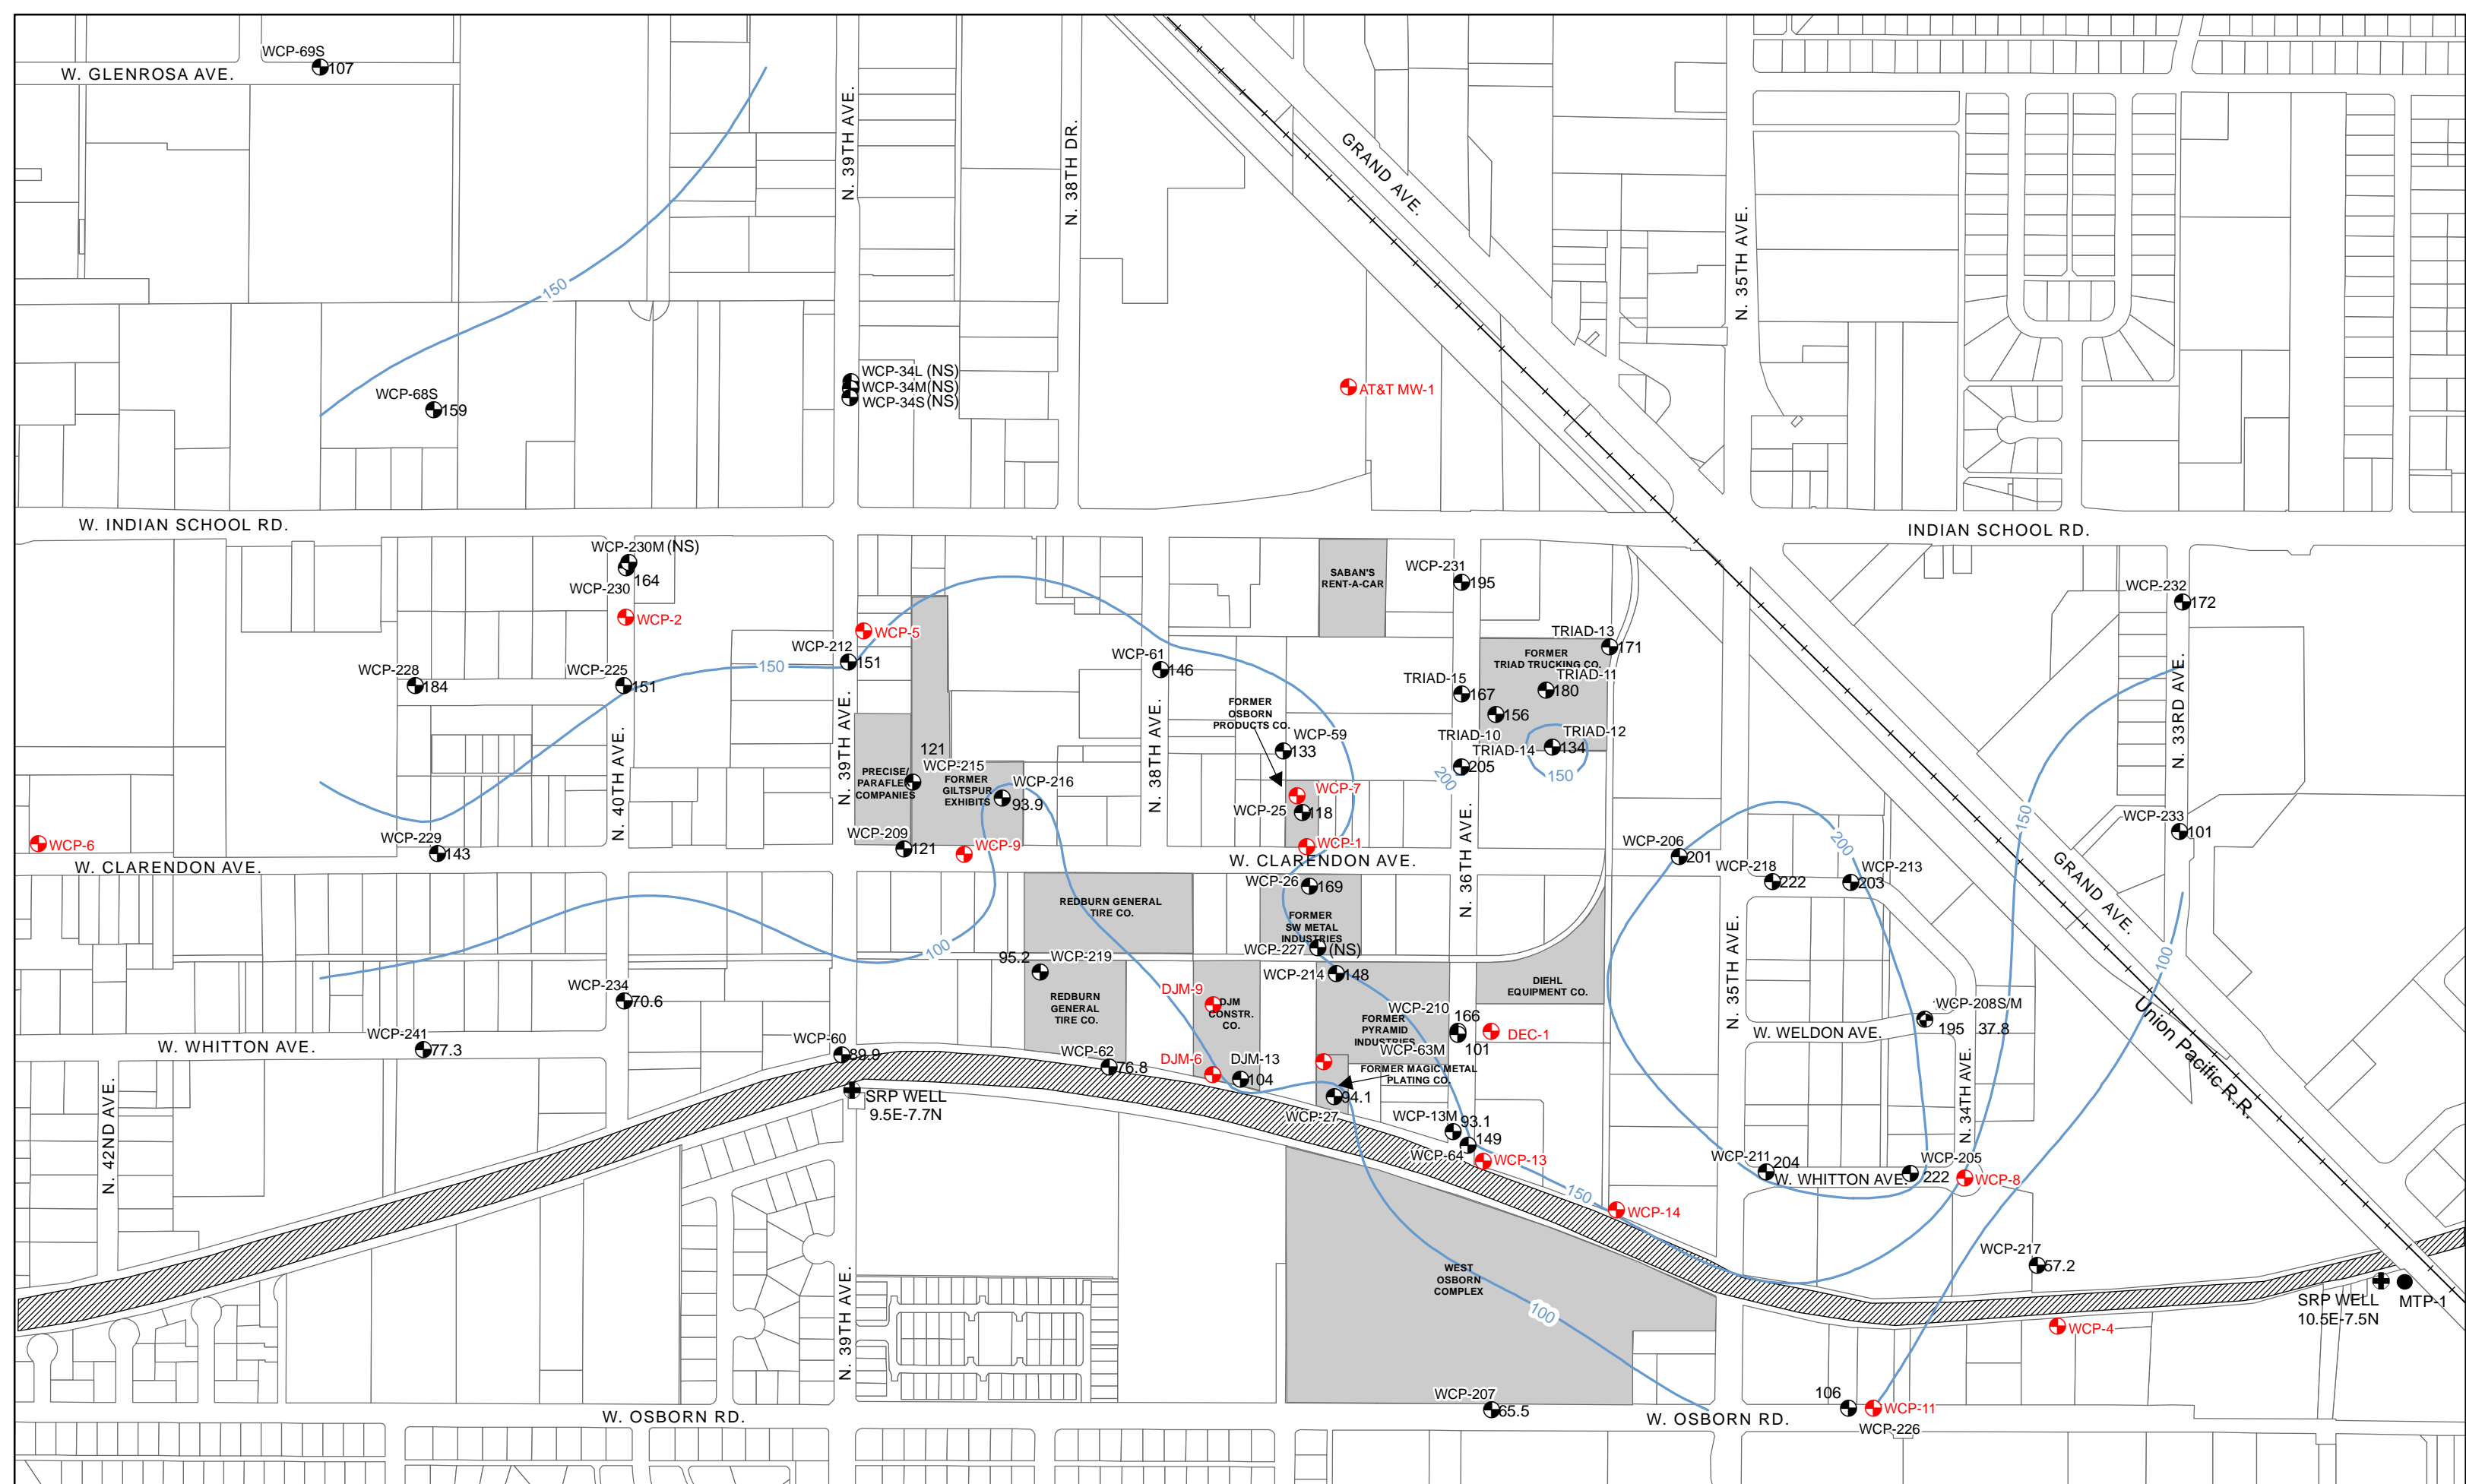 WCP-69S
107
W. GLENROSA AVE.
N. 39TH AVE.
N. 38TH DR.
GRAND AVE.
N. 35TH AVE.
150
WCP-68S
159
WCP-34L (NS)
WCP-34M (NS)
WCP-34S (NS)
AT&T MW-1
W. INDIAN SCHOOL RD.
INDIAN SCHOOL RD.
WCP-230M (NS)
164
WCP-230
WCP-2
WCP-5
WCP-212
151
WCP-228
184
WCP-225
151
150
WCP-61
146
SABAN'S
RENT-A-CAR
WCP-231
195
TRIAD-13
171
FORMER
TRIAD TRUCKING CO.
TRIAD-11
180
TRIAD-15
167
156
TRIAD-10
TRIAD-12
134
TRIAD-14
205
150
200
WCP-232
172
N. 33RD AVE.
FORMER
OSBORN
PRODUCTS CO.
WCP-59
133
WCP-7
WCP-25
118
WCP-1
N. 40TH AVE.
N. 39TH AVE.
N. 38TH AVE.
N. 36TH AVE.
121
WCP-215
PRECISE/
PARAFLEX
COMPANIES
FORMER
GILTSPUR
EXHIBITS
WCP-216
93.9
WCP-209
121
WCP-9
WCP-6
WCP-229
143
W. CLARENDON AVE.
W. CLARENDON AVE.
WCP-206
201
WCP-218
222
WCP-213
203
200
150
WCP-233
101
GRAND AVE.
WCP-26
169
FORMER
SW METAL
INDUSTRIES
WCP-227
(NS)
REDBURN GENERAL
TIRE CO.
100
95.2
WCP-219
REDBURN
GENERAL
TIRE CO.
WCP-214
148
DIEHL
EQUIPMENT CO.
N. 35TH AVE.
100
WCP-234
70.6
DJM-9
DJM
CONSTR.
CO.
WCP-210
166
FORMER
PYRAMID
INDUSTRIES
WCP-63M
101
DEC-1
WCP-208S/M
195
37.8
W. WELDON AVE.
Union Pacific R.R.
WCP-241
77.3
W. WHITTON AVE.
WCP-60
89.9
WCP-62
76.8
DJM-6
DJM-13
104
FORMER MAGIC METAL
PLATING CO.
94.1
WCP-27
SRP WELL
9.5E-7.7N
N. 42ND AVE.
WCP-13M
93.1
149
WCP-64
WCP-13
N. 34TH AVE.
WCP-211
204
W. WHITTON AVE.
WCP-205
222
WCP-8
150
WCP-14
WCP-217
57.2
WEST
OSBORN
COMPLEX
100
SRP WELL
10.5E-7.5N
MTP-1
WCP-4
N. 39TH AVE.
WCP-207
65.5
W. OSBORN RD.
W. OSBORN RD.
106
WCP-11
WCP-226